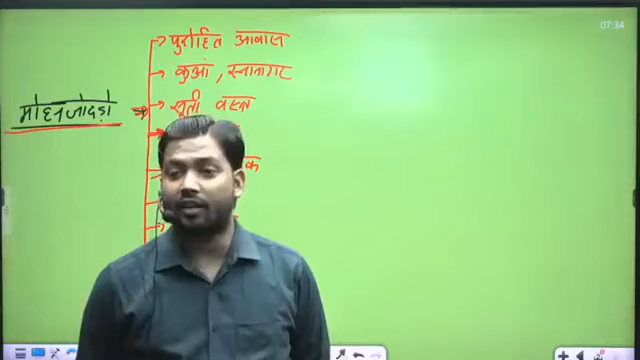 07:34
पुरोहित आवास
कुआं, स्नानागार
मोहनजोदड़ो
सूती वस्त्र
क